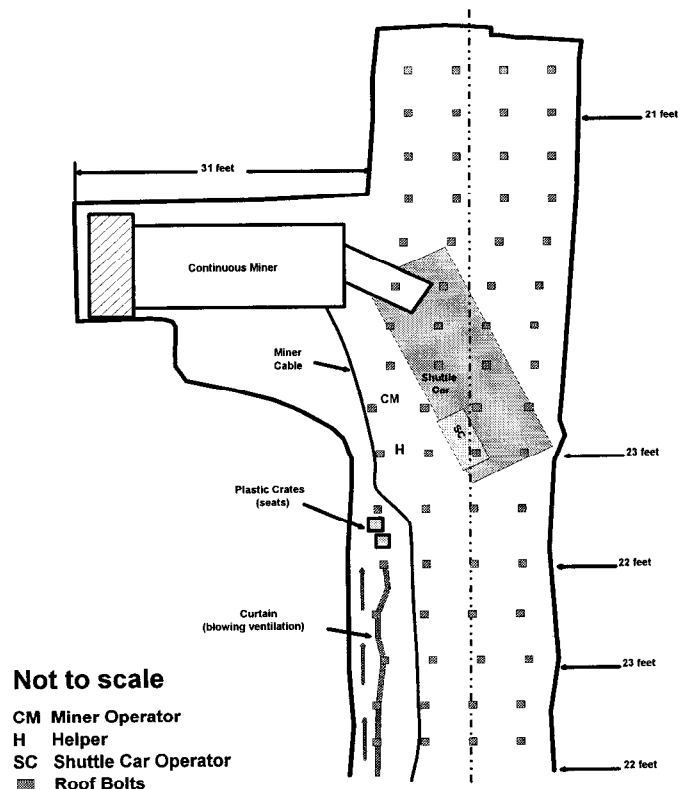 21 feet
31 feet
Continuous Miner
Miner
Cable
Shuttle
Car
CM
SC
H
23 feet
Plastic Crates
(seats)
22 feet
Curtain
(blowing ventilation)
23 feet
Not to scale
CM Miner Operator
H Helper
SC Shuttle Car Operator
Roof Bolts
22 feet